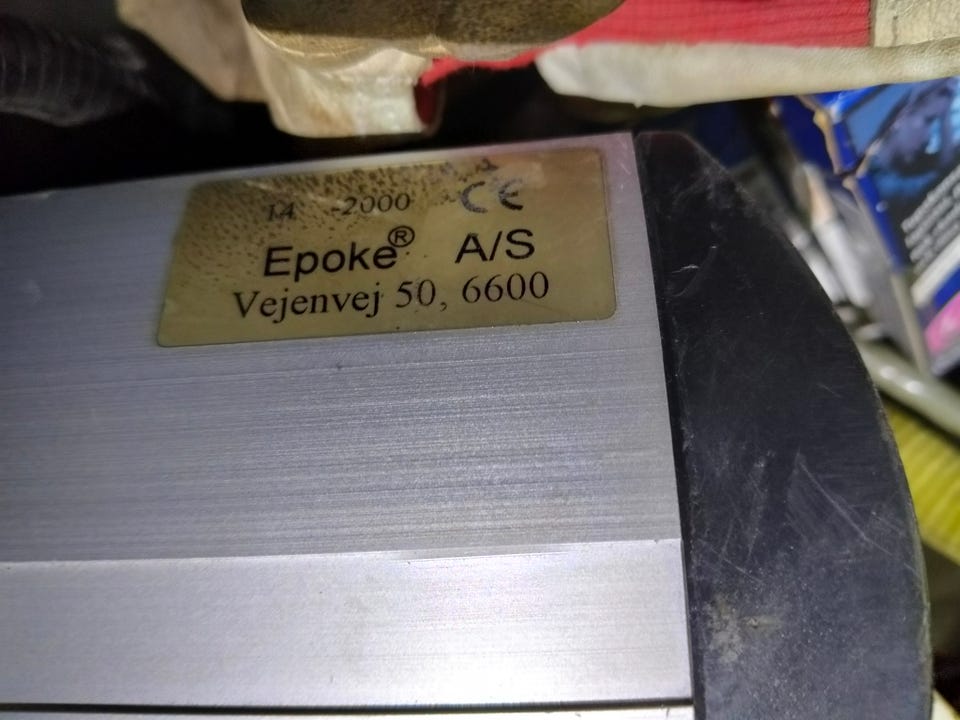 14 -2000 CE
Epoke® A/S
Vejenvej 50, 6600